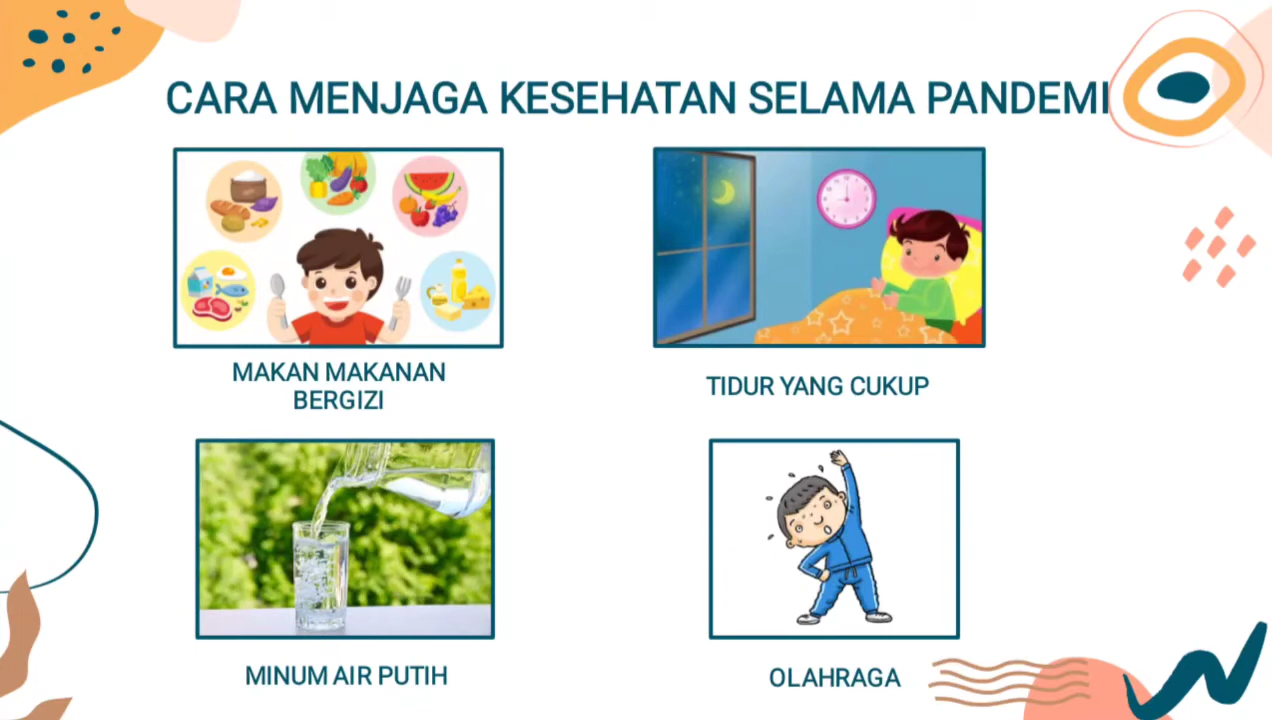 CARA MENJAGA KESEHATAN SELAMA PANDEMI
MAKAN MAKANAN
BERGIZI
TIDUR YANG CUKUP
MINUM AIR PUTIH
OLAHRAGA